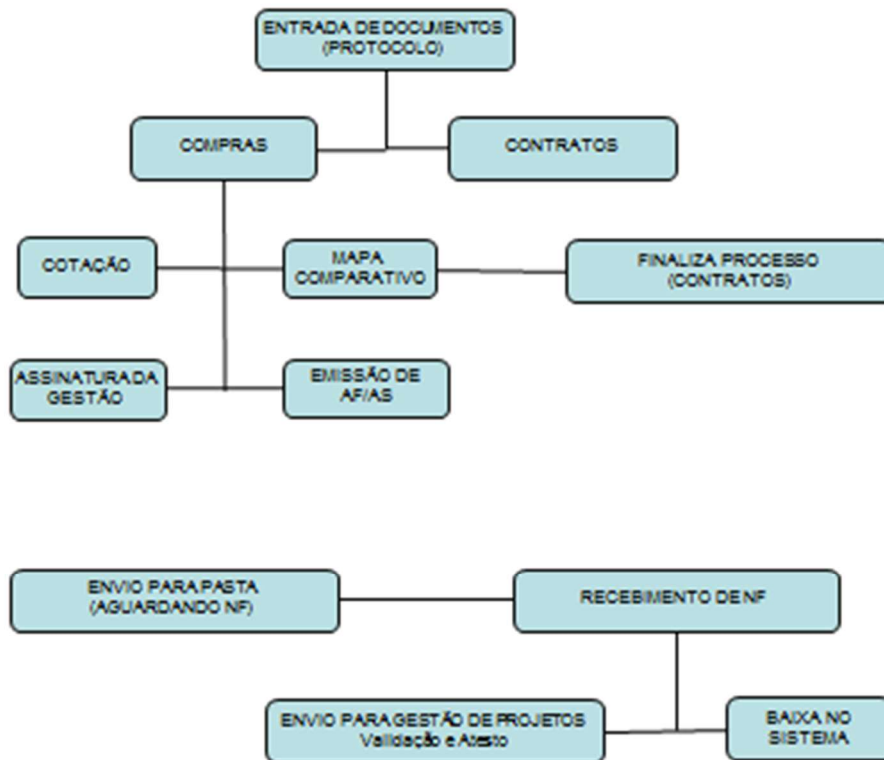 ENTRADA DE DOCUMENTOS
(PROTOCOLO)
COMPRAS
CONTRATOS
COTAÇÃO
MAPA
COMPARATIVO
FINALIZA PROCESSO
(CONTRATOS)
ASSINATURA DA
GESTÃO
EMISSÃO DE
AF/AS
ENVIO PARA PASTA
(AGUARDANDO NF)
RECEBIMENTO DE NF
ENVIO PARA GESTÃO DE PROJETOS
Validação e Atesto
BAIXA NO
SISTEMA